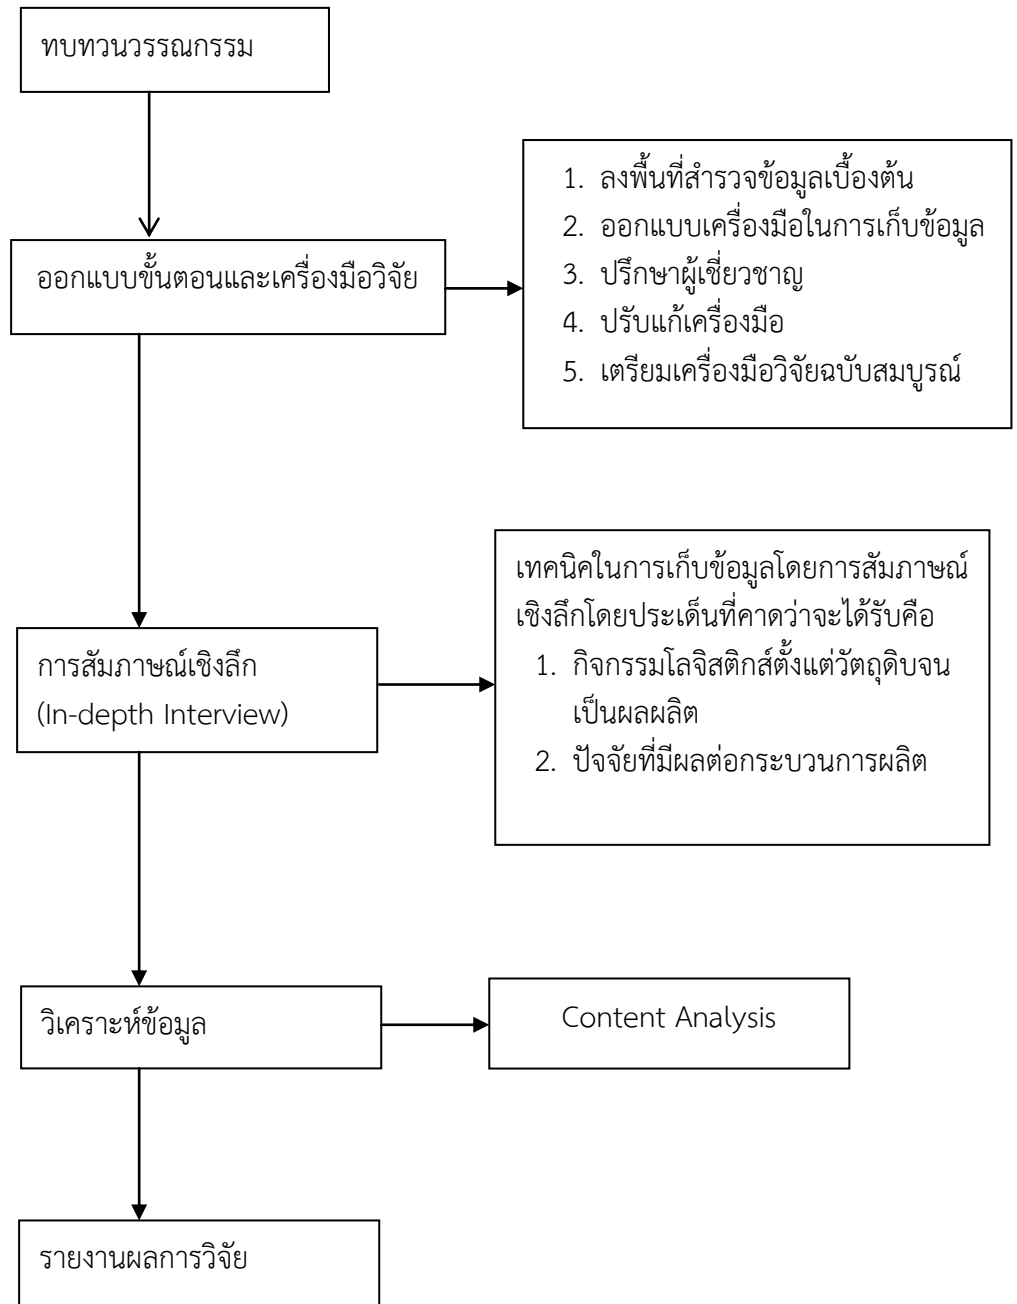 ทบทวนวรรณกรรม
ออกแบบขั้นตอนและเครื่องมือวิจัย
1. ลงพื้นที่สำรวจข้อมูลเบื้องต้น
2. ออกแบบเครื่องมือในการเก็บข้อมูล
3. ปรึกษาผู้เชี่ยวชาญ
4. ปรับแก้เครื่องมือ
5. เตรียมเครื่องมือวิจัยฉบับสมบูรณ์
การสัมภาษณ์เชิงลึก
(In-depth Interview)
เทคนิคในการเก็บข้อมูลโดยการสัมภาษณ์
เชิงลึกโดยประเด็นที่คาดว่าจะได้รับคือ
1. กิจกรรมโลจิสติกส์ตั้งแต่วัตถุดิบจน
เป็นผลผลิต
2. ปัจจัยที่มีผลต่อกระบวนการผลิต
วิเคราะห์ข้อมูล
Content Analysis
รายงานผลการวิจัย